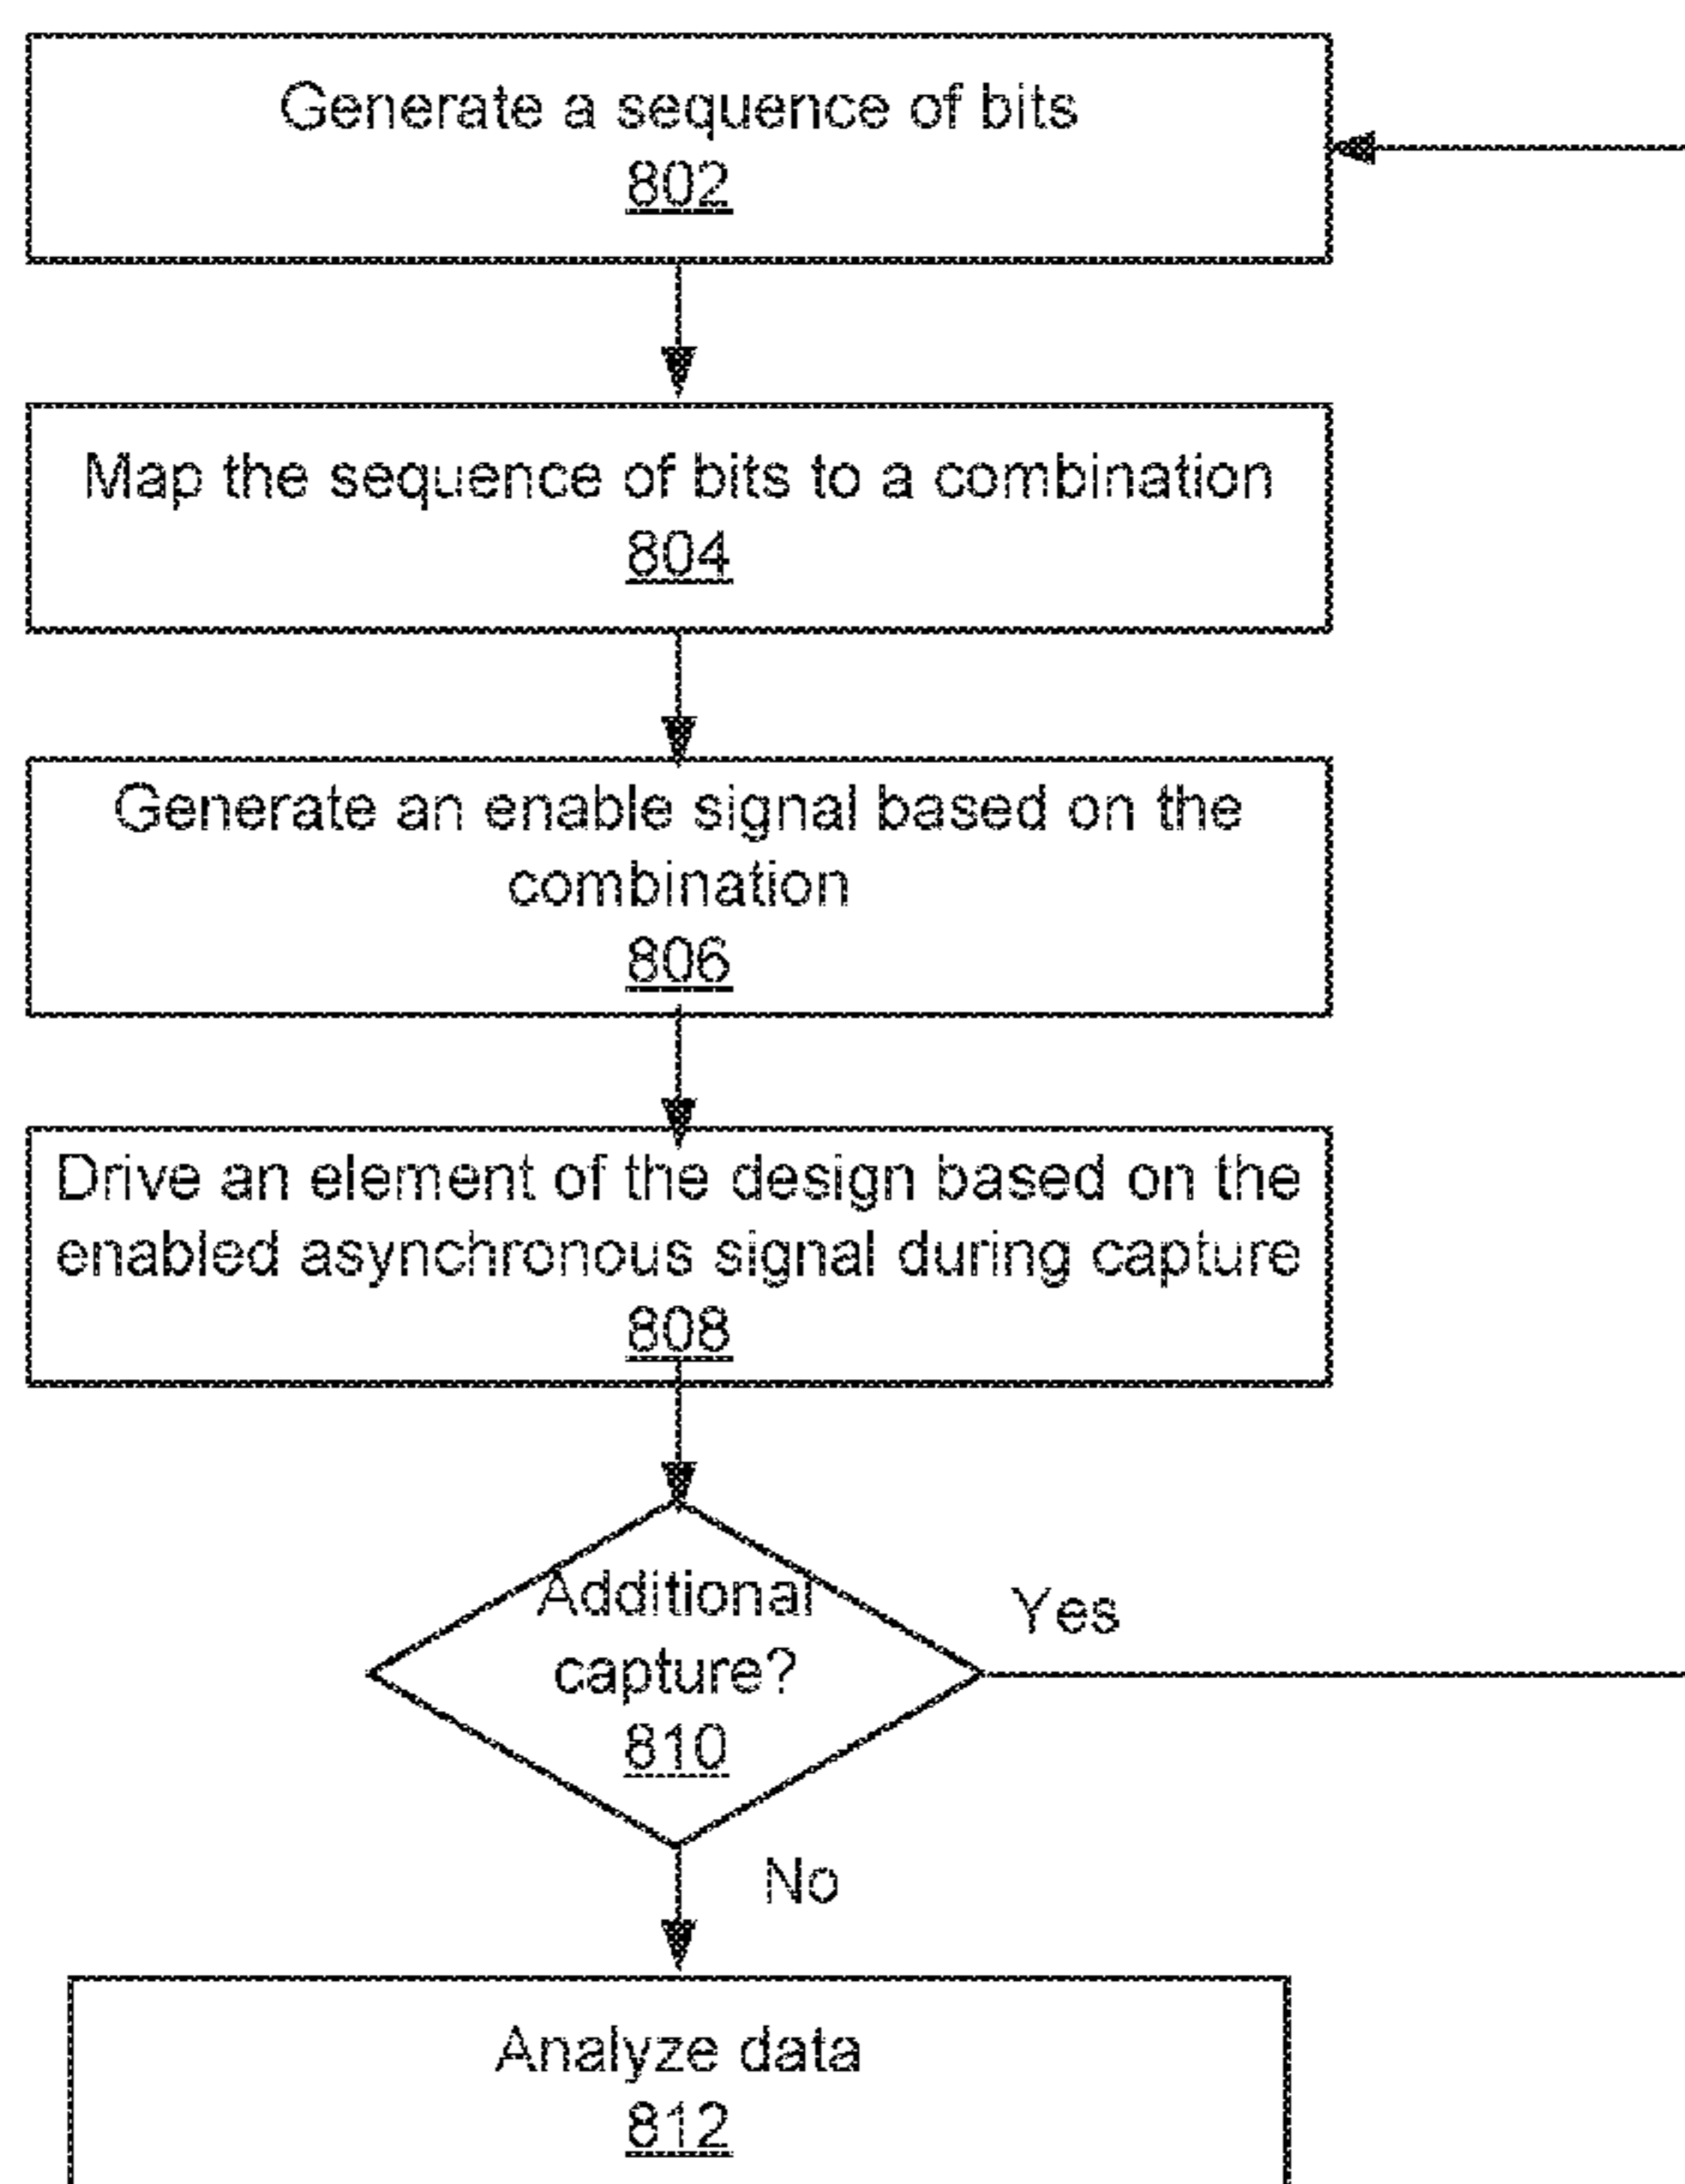 Generate a sequence of bits
802
Map the sequence of bits to a combination
804
Generate an enable signal based on the
combination
806
Drive an element of the design based on the
enabled asynchronous signal during capture
808
Additional
capture?
810
Yes
No
Analyze data
812